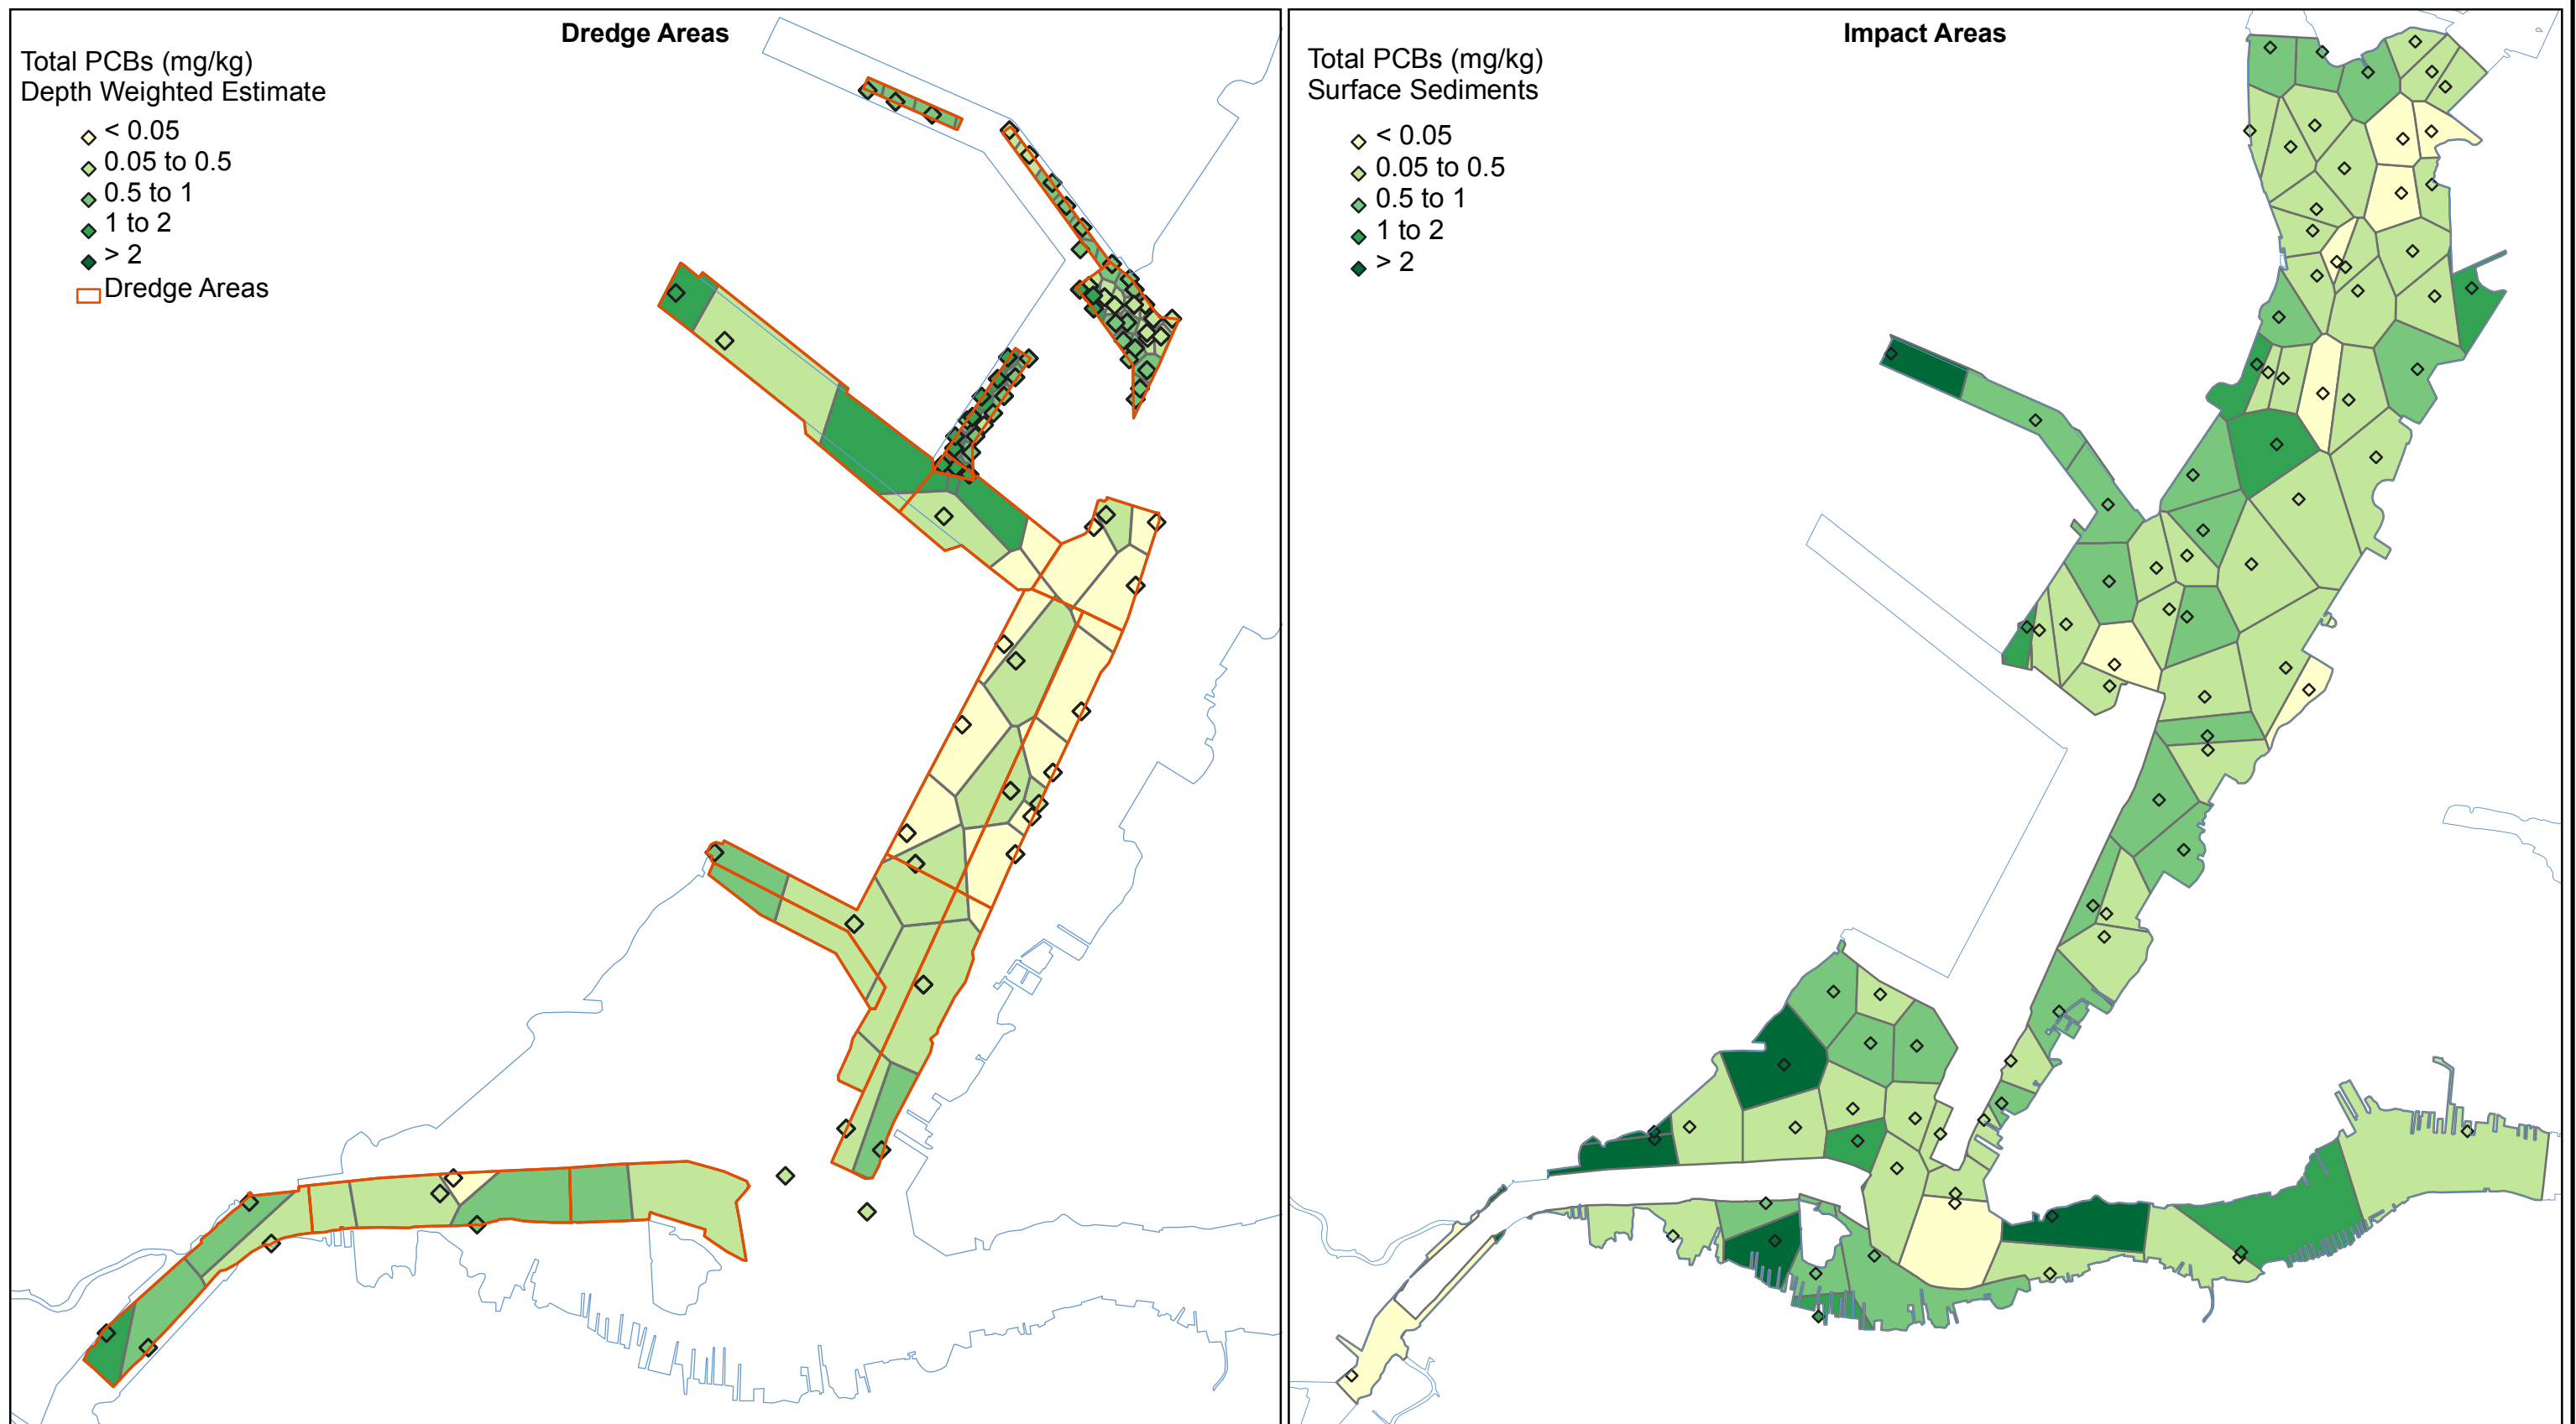 Dredge Areas
Total PCBs (mg/kg)
Depth Weighted Estimate
< 0.05
0.05 to 0.5
0.5 to 1
1 to 2
> 2
Dredge Areas
Impact Areas
Total PCBs (mg/kg)
Surface Sediments
< 0.05
0.05 to 0.5
0.5 to 1
1 to 2
> 2